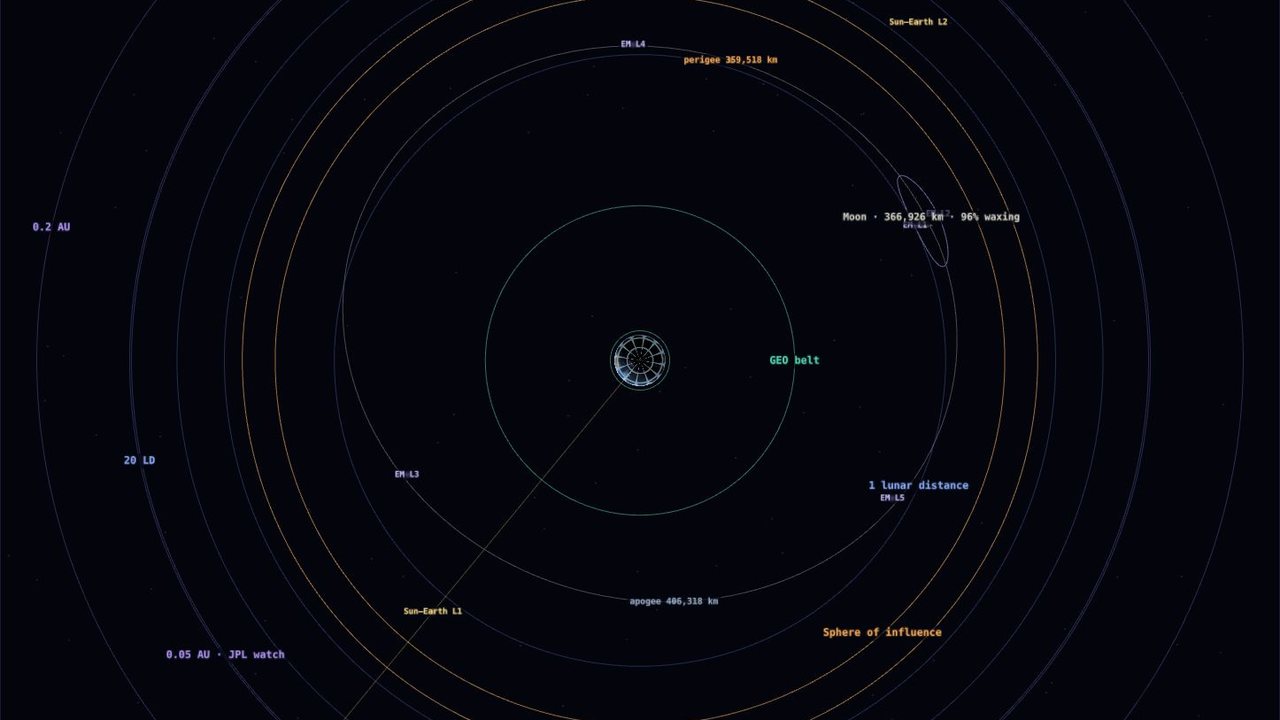 Sun—Earth L2
EM L4
perigee 359,518 km
Moon · 366,926 km · 96% waxing
EM L1
0.2 AU
GEO belt
20 LD
EM L3
1 lunar distance
EM L5
apogee 406,318 km
Sun—Earth L1
Sphere of influence
0.05 AU · JPL watch